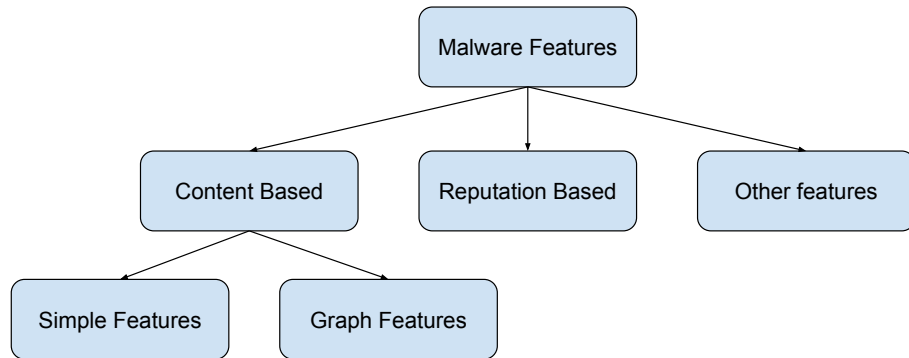 Malware Features
Content Based
Reputation Based
Other features
Simple Features
Graph Features